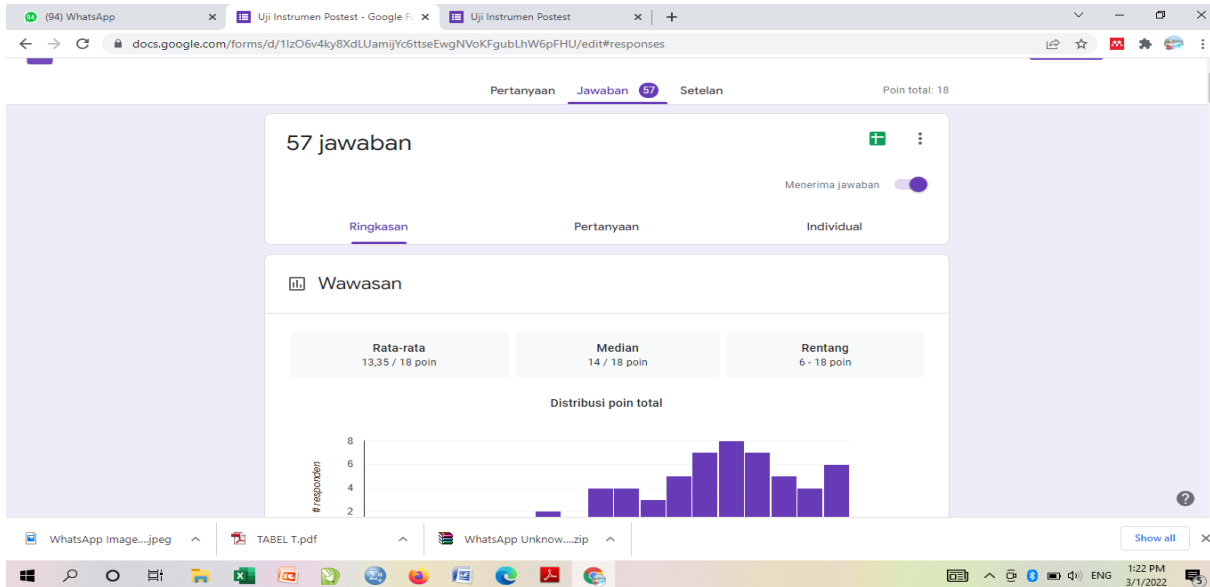 (94) WhatsApp
Uji Instrumen Postest - Google Fo
Uji Instrumen Postest
docs.google.com/forms/d/1IzO6v4ky8XdLUamijYc6ttseEwgNVoKFgubLhW6pFHU/edit#responses
Pertanyaan Jawaban 57 Setelan Poin total: 18
57 jawaban
Menerima jawaban
Ringkasan Pertanyaan Individual
Wawasan
Rata-rata Median Rentang
13,35 / 18 poin 14 / 18 poin 6 - 18 poin
Distribusi poin total
8
6
4
2
# responden
WhatsApp Image....jpeg TABEL T.pdf WhatsApp Unknow....zip Show all
ENG 1:22 PM
3/1/2022 5